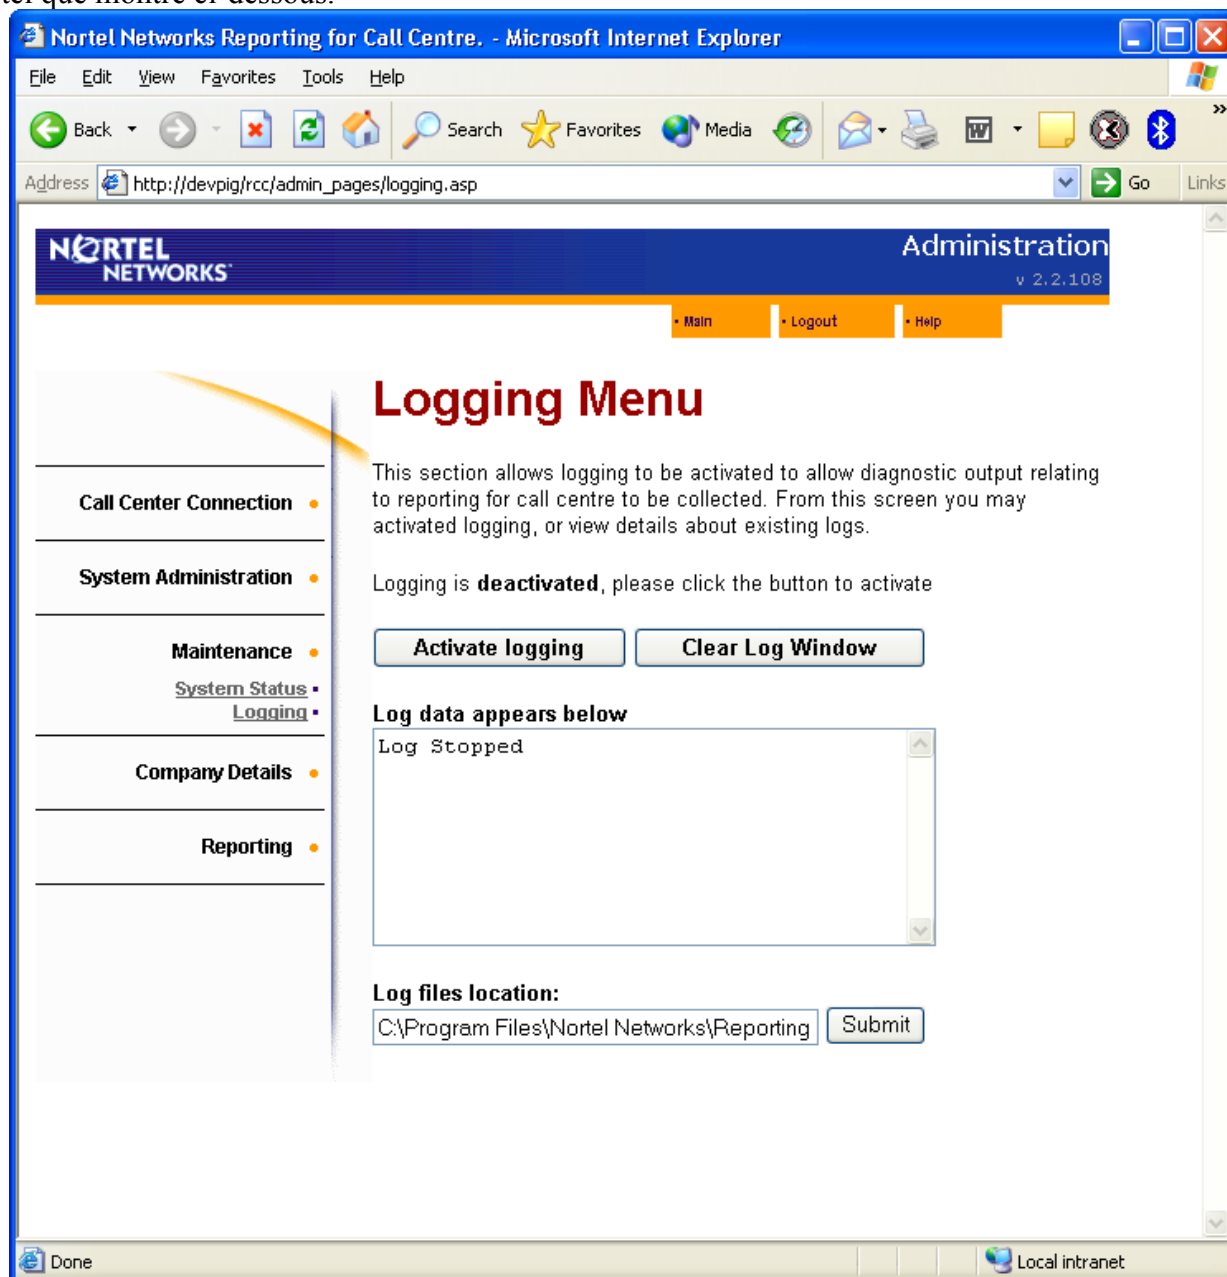 tel que montré ci-dessous.
Nortel Networks Reporting for Call Centre. - Microsoft Internet Explorer
File Edit View Favorites Tools Help
Back Search Favorites Media »
Address http://devpig/rcc/admin_pages/logging.asp Go Links
NORTEL NETWORKS
Administration
v 2.2.108
Main Logout Help
Logging Menu
This section allows logging to be activated to allow diagnostic output relating
to reporting for call centre to be collected. From this screen you may
activated logging, or view details about existing logs.
Logging is deactivated, please click the button to activate
Activate logging Clear Log Window
Log data appears below
Log Stopped
Log files location:
C:\Program Files\Nortel Networks\Reporting Submit
Call Center Connection
System Administration
Maintenance
System Status
Logging
Company Details
Reporting
Done Local intranet